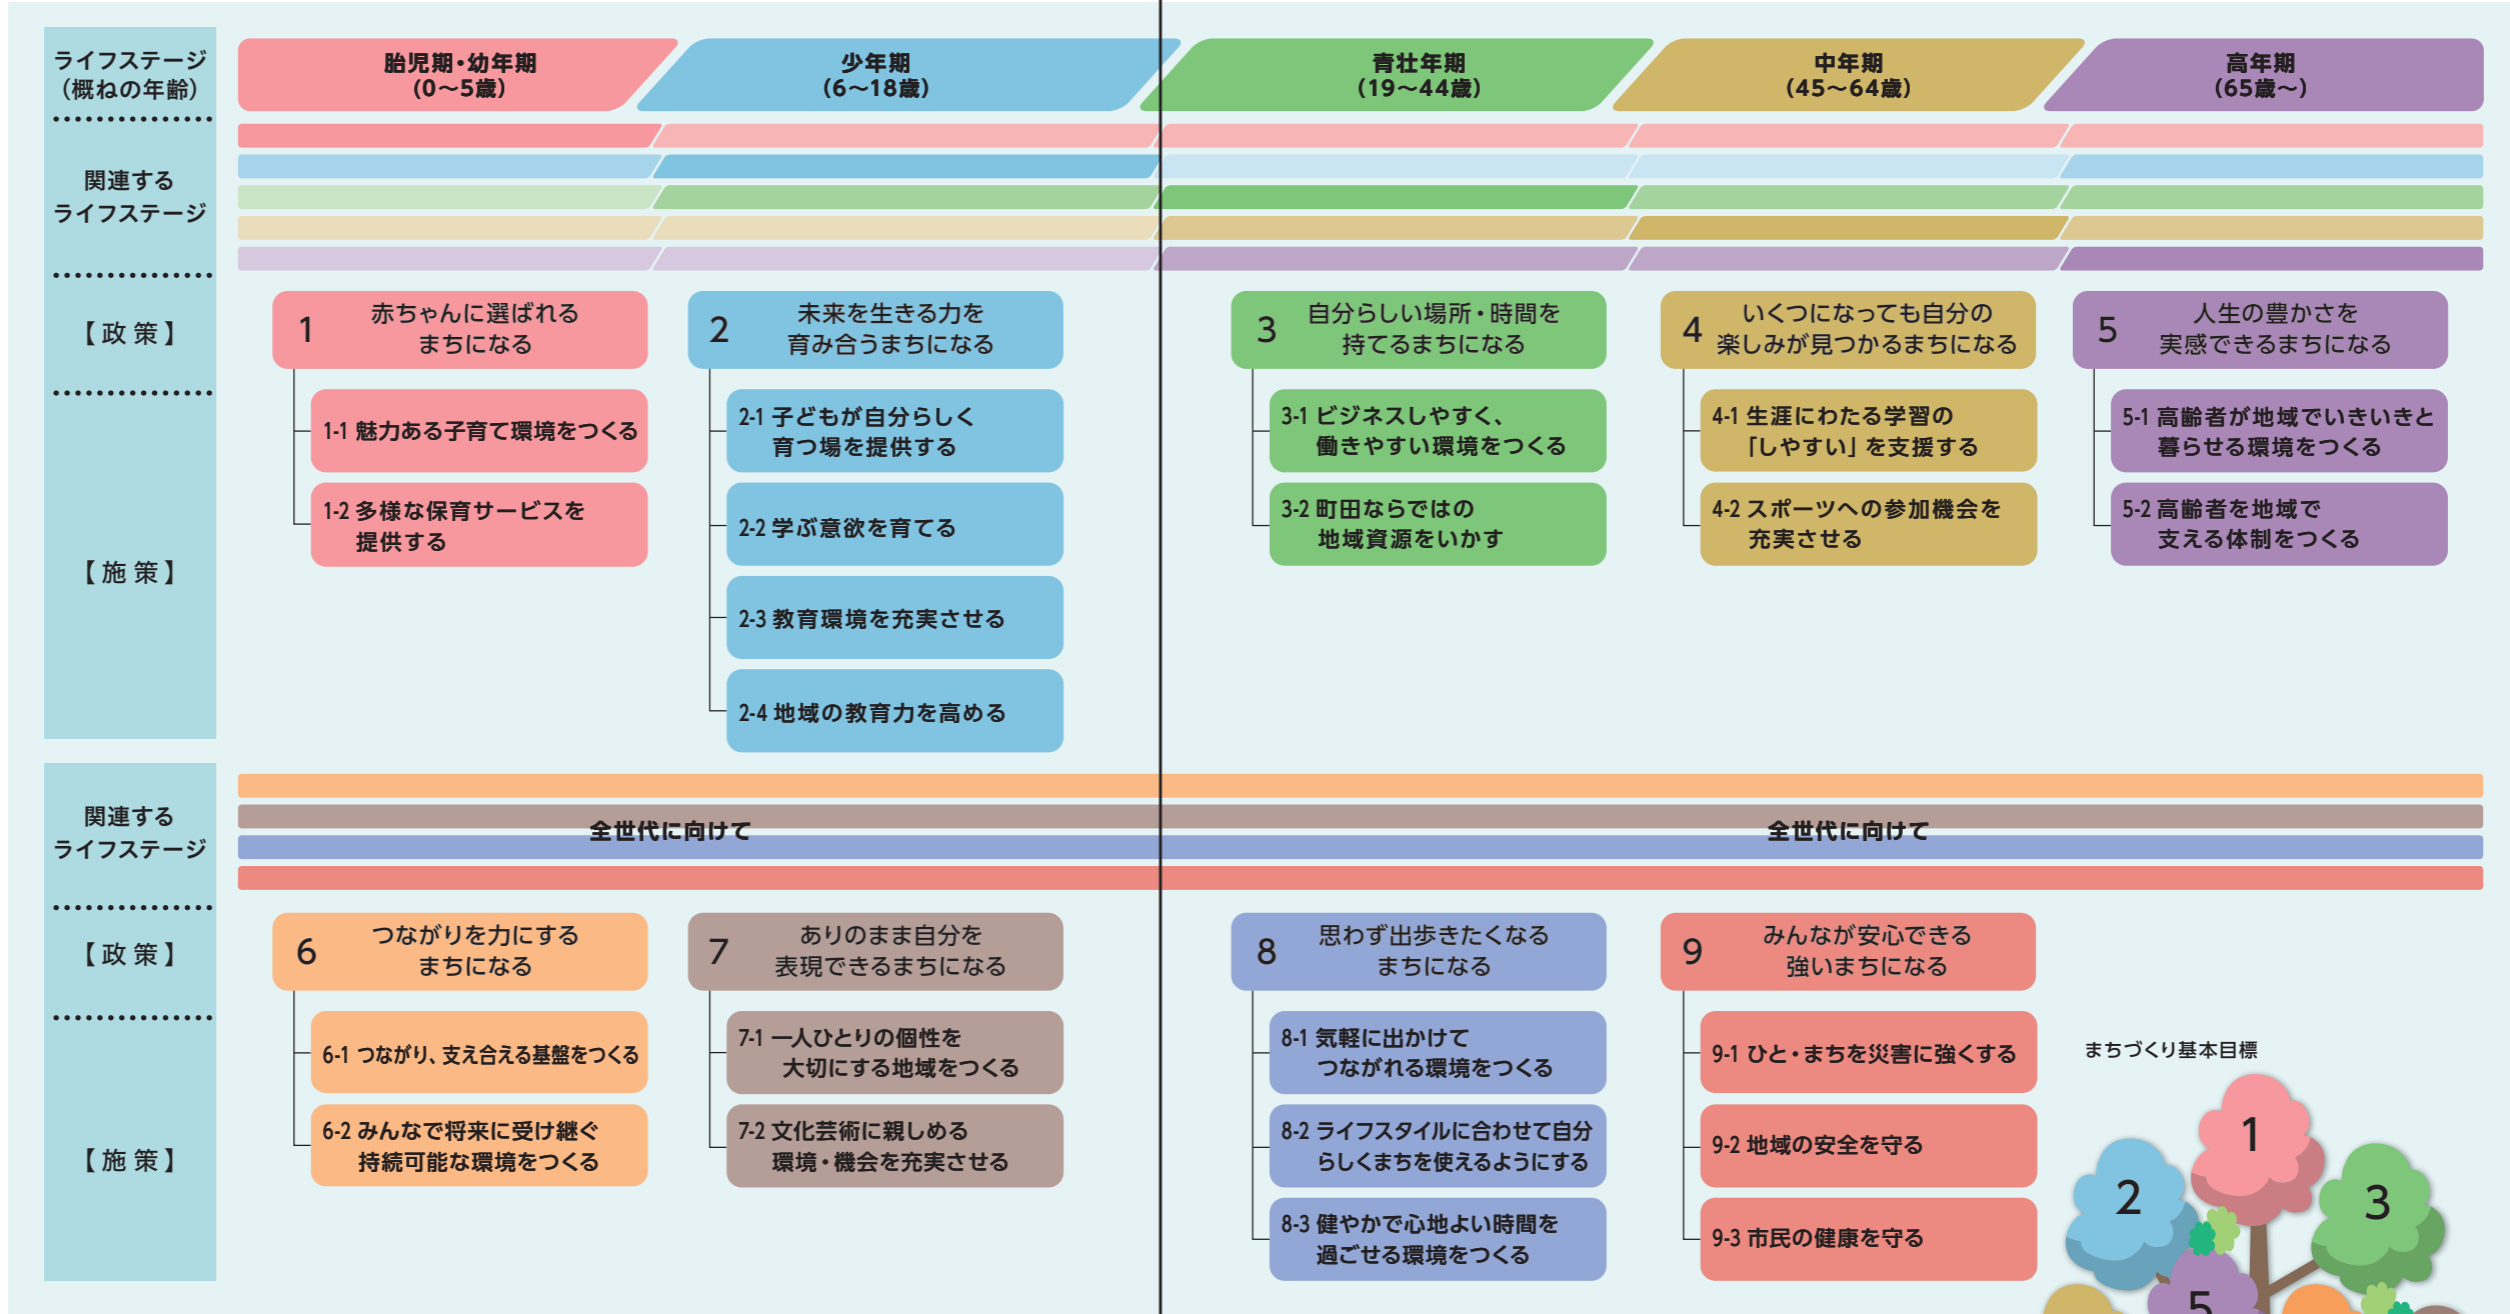 ライフステージ
(概ねの年齢)
胎児期・幼年期
(0〜5歳)
少年期
(6〜18歳)
青壮年期
(19〜44歳)
中年期
(45〜64歳)
高年期
(65歳〜)
関連する
ライフステージ
【政策】
1
赤ちゃんに選ばれる
まちになる
2
未来を生きる力を
育み合うまちになる
3
自分らしい場所・時間を
持てるまちになる
4
いくつになっても自分の
楽しみが見つかるまちになる
5
人生の豊かさを
実感できるまちになる
【施策】
1-1 魅力ある子育て環境をつくる
1-2 多様な保育サービスを
提供する
2-1 子どもが自分らしく
育つ場を提供する
2-2 学ぶ意欲を育てる
2-3 教育環境を充実させる
2-4 地域の教育力を高める
3-1 ビジネスしやすく、
働きやすい環境をつくる
3-2 町田ならではの
地域資源をいかす
4-1 生涯にわたる学習の
「しやすい」を支援する
4-2 スポーツへの参加機会を
充実させる
5-1 高齢者が地域でいきいきと
暮らせる環境をつくる
5-2 高齢者を地域で
支える体制をつくる
関連する
ライフステージ
全世代に向けて
全世代に向けて
【政策】
6
つながりを力にする
まちになる
7
ありのまま自分を
表現できるまちになる
8
思わず出歩きたくなる
まちになる
9
みんなが安心できる
強いまちになる
【施策】
6-1 つながり、支え合える基盤をつくる
6-2 みんなで将来に受け継ぐ
持続可能な環境をつくる
7-1 一人ひとりの個性を
大切にする地域をつくる
7-2 文化芸術に親しめる
環境・機会を充実させる
8-1 気軽に出かけて
つながれる環境をつくる
8-2 ライフスタイルに合わせて自分
らしくまちを使えるようにする
8-3 健やかで心地よい時間を
過ごせる環境をつくる
9-1 ひと・まちを災害に強くする
9-2 地域の安全を守る
9-3 市民の健康を守る
まちづくり基本目標
1
2
3
5